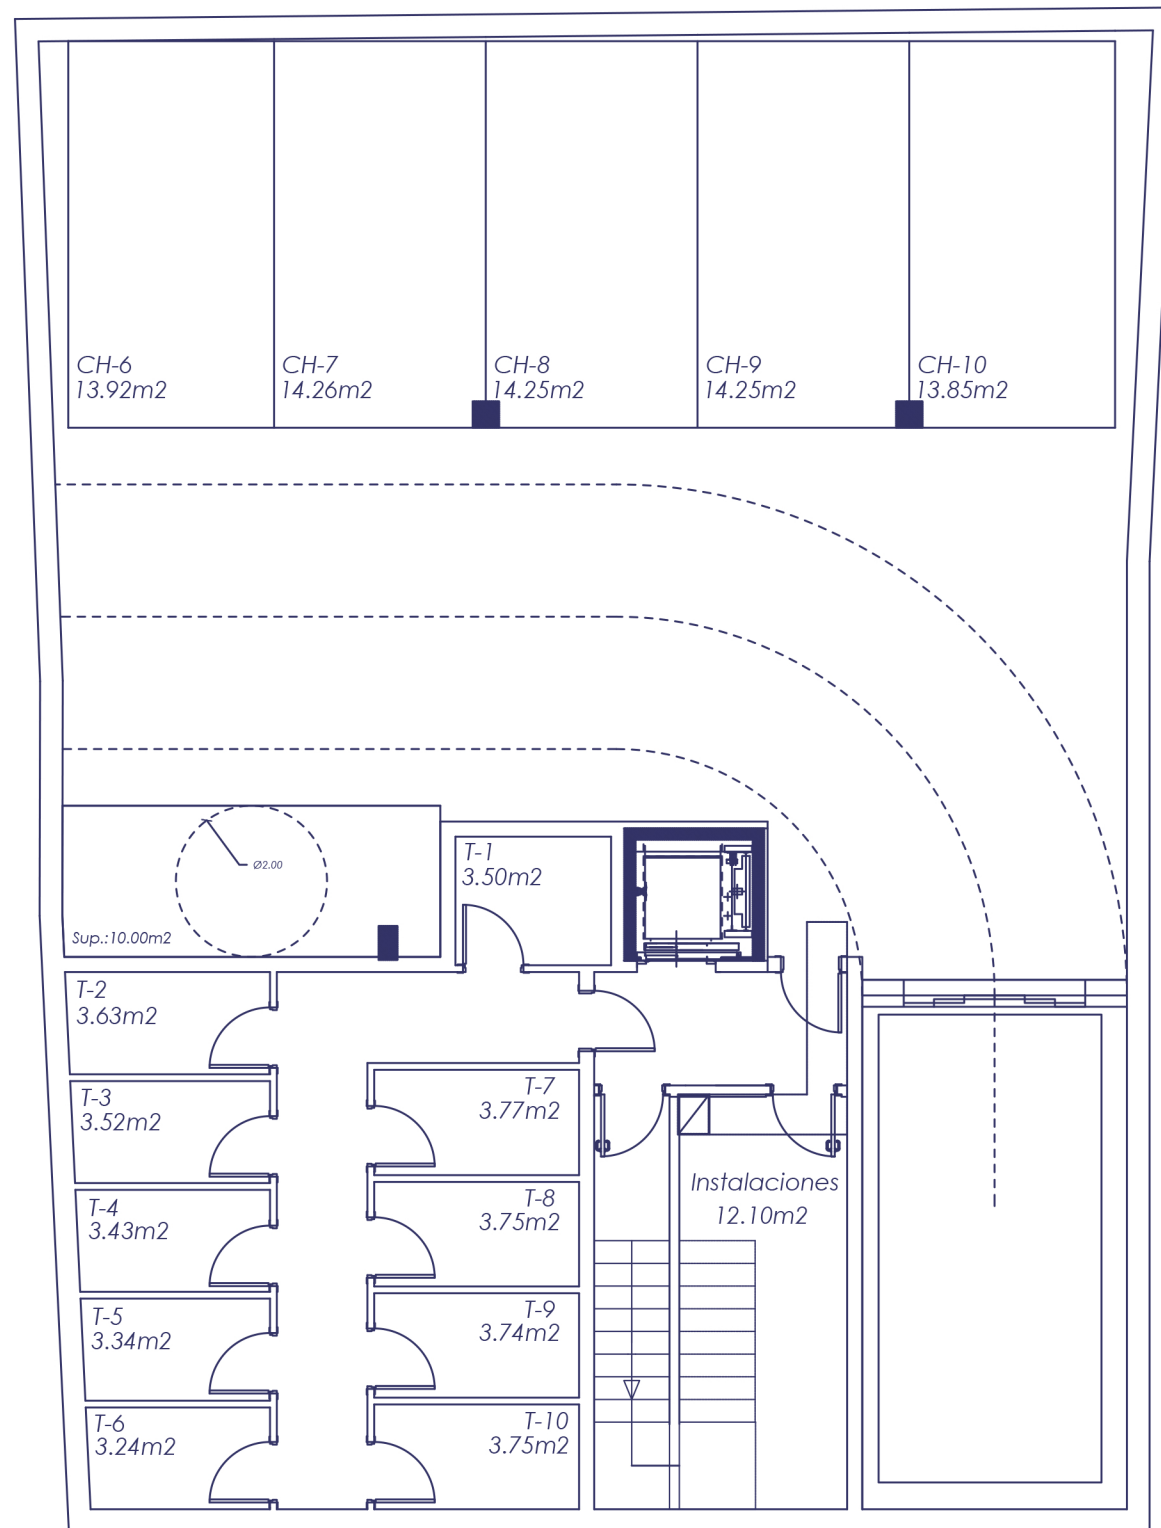 CH-6
13.92m2
CH-7
14.26m2
CH-8
14.25m2
CH-9
14.25m2
CH-10
13.85m2
Ø2.00
Sup.:10.00m2
T-1
3.50m2
T-2
3.63m2
T-3
3.52m2
T-4
3.43m2
T-5
3.34m2
T-6
3.24m2
T-7
3.77m2
T-8
3.75m2
T-9
3.74m2
T-10
3.75m2
Instalaciones
12.10m2